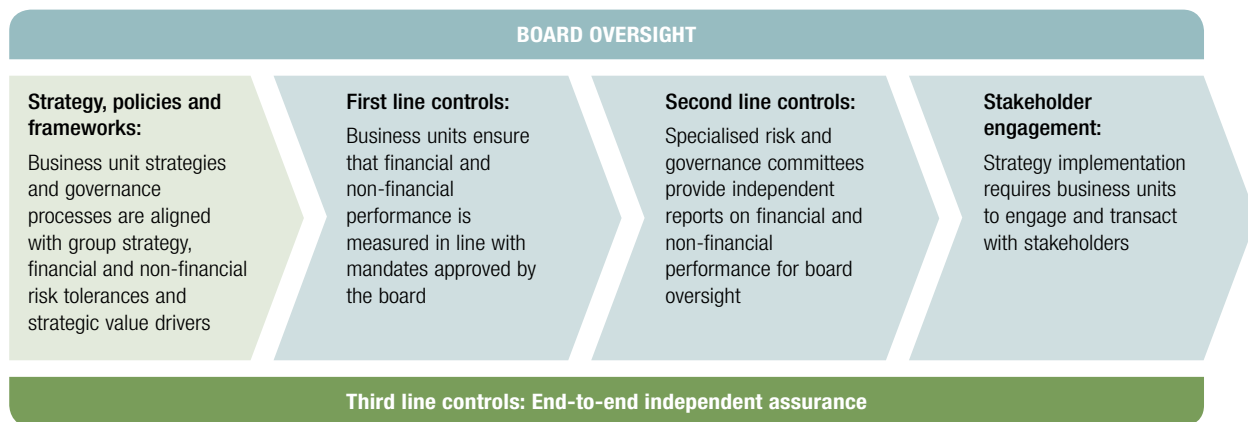 BOARD OVERSIGHT
Strategy, policies and
frameworks:
Business unit strategies
and governance
processes are aligned
with group strategy,
financial and non-financial
risk tolerances and
strategic value drivers
First line controls:
Business units ensure
that financial and
non-financial
performance is
measured in line with
mandates approved by
the board
Second line controls:
Specialised risk and
governance committees
provide independent
reports on financial and
non-financial
performance for board
oversight
Stakeholder
engagement:
Strategy implementation
requires business units
to engage and transact
with stakeholders
Third line controls: End-to-end independent assurance